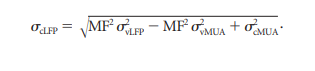 σcLFP = √MF² σ²vLFP − MF² σ²vMUA + σ²cMUA.